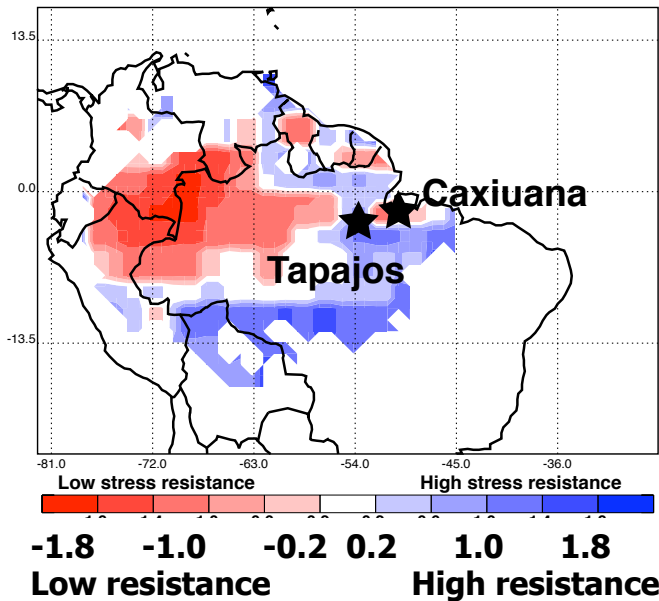 13.5
0.0
Caxiuana
Tapajos
-13.5
-81.0 -72.0 -63.0 -54.0 -45.0 -36.0
Low stress resistance High stress resistance
-1.8 -1.0 -0.2 0.2 1.0 1.8
Low resistance High resistance